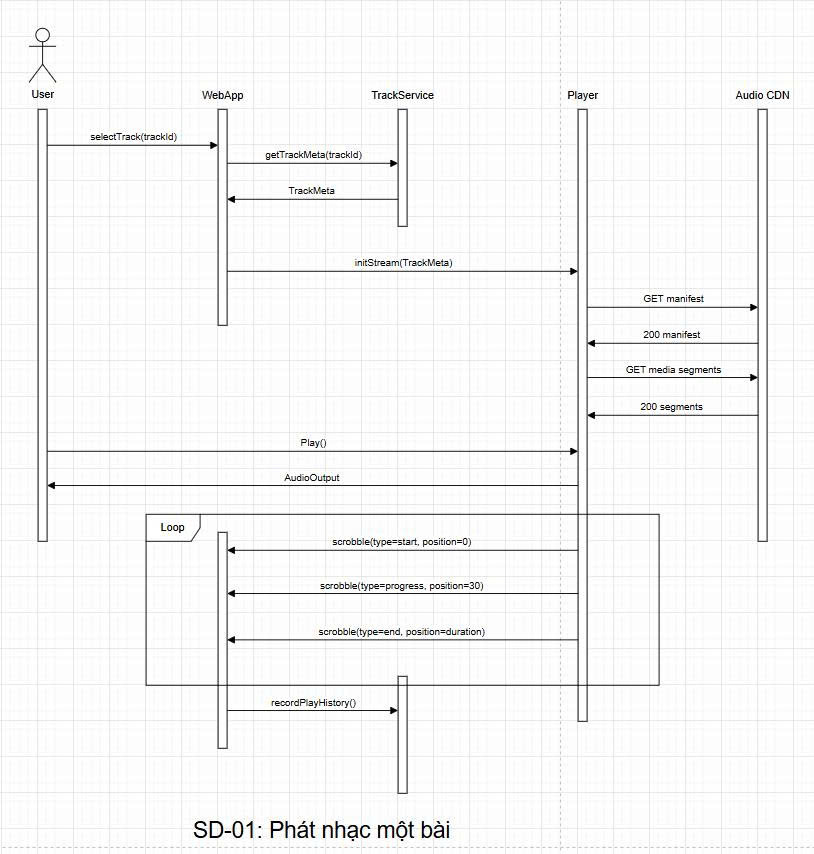 User
WebApp
TrackService
Player
Audio CDN
selectTrack(trackId)
getTrackMeta(trackId)
TrackMeta
initStream(TrackMeta)
GET manifest
200 manifest
GET media segments
200 segments
Play()
AudioOutput
Loop
scrobble(type=start, position=0)
scrobble(type=progress, position=30)
scrobble(type=end, position=duration)
recordPlayHistory()
SD-01: Phát nhạc một bài